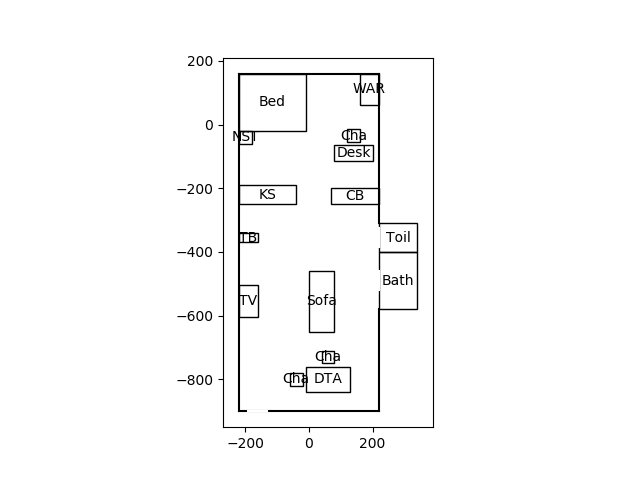 200
WAR
Bed
0
NST
Cha
Desk
−200
KS
CB
TB
Toil
−400
Bath
TV
Sofa
−600
Cha
Cha
DTA
−800
−200
0
200